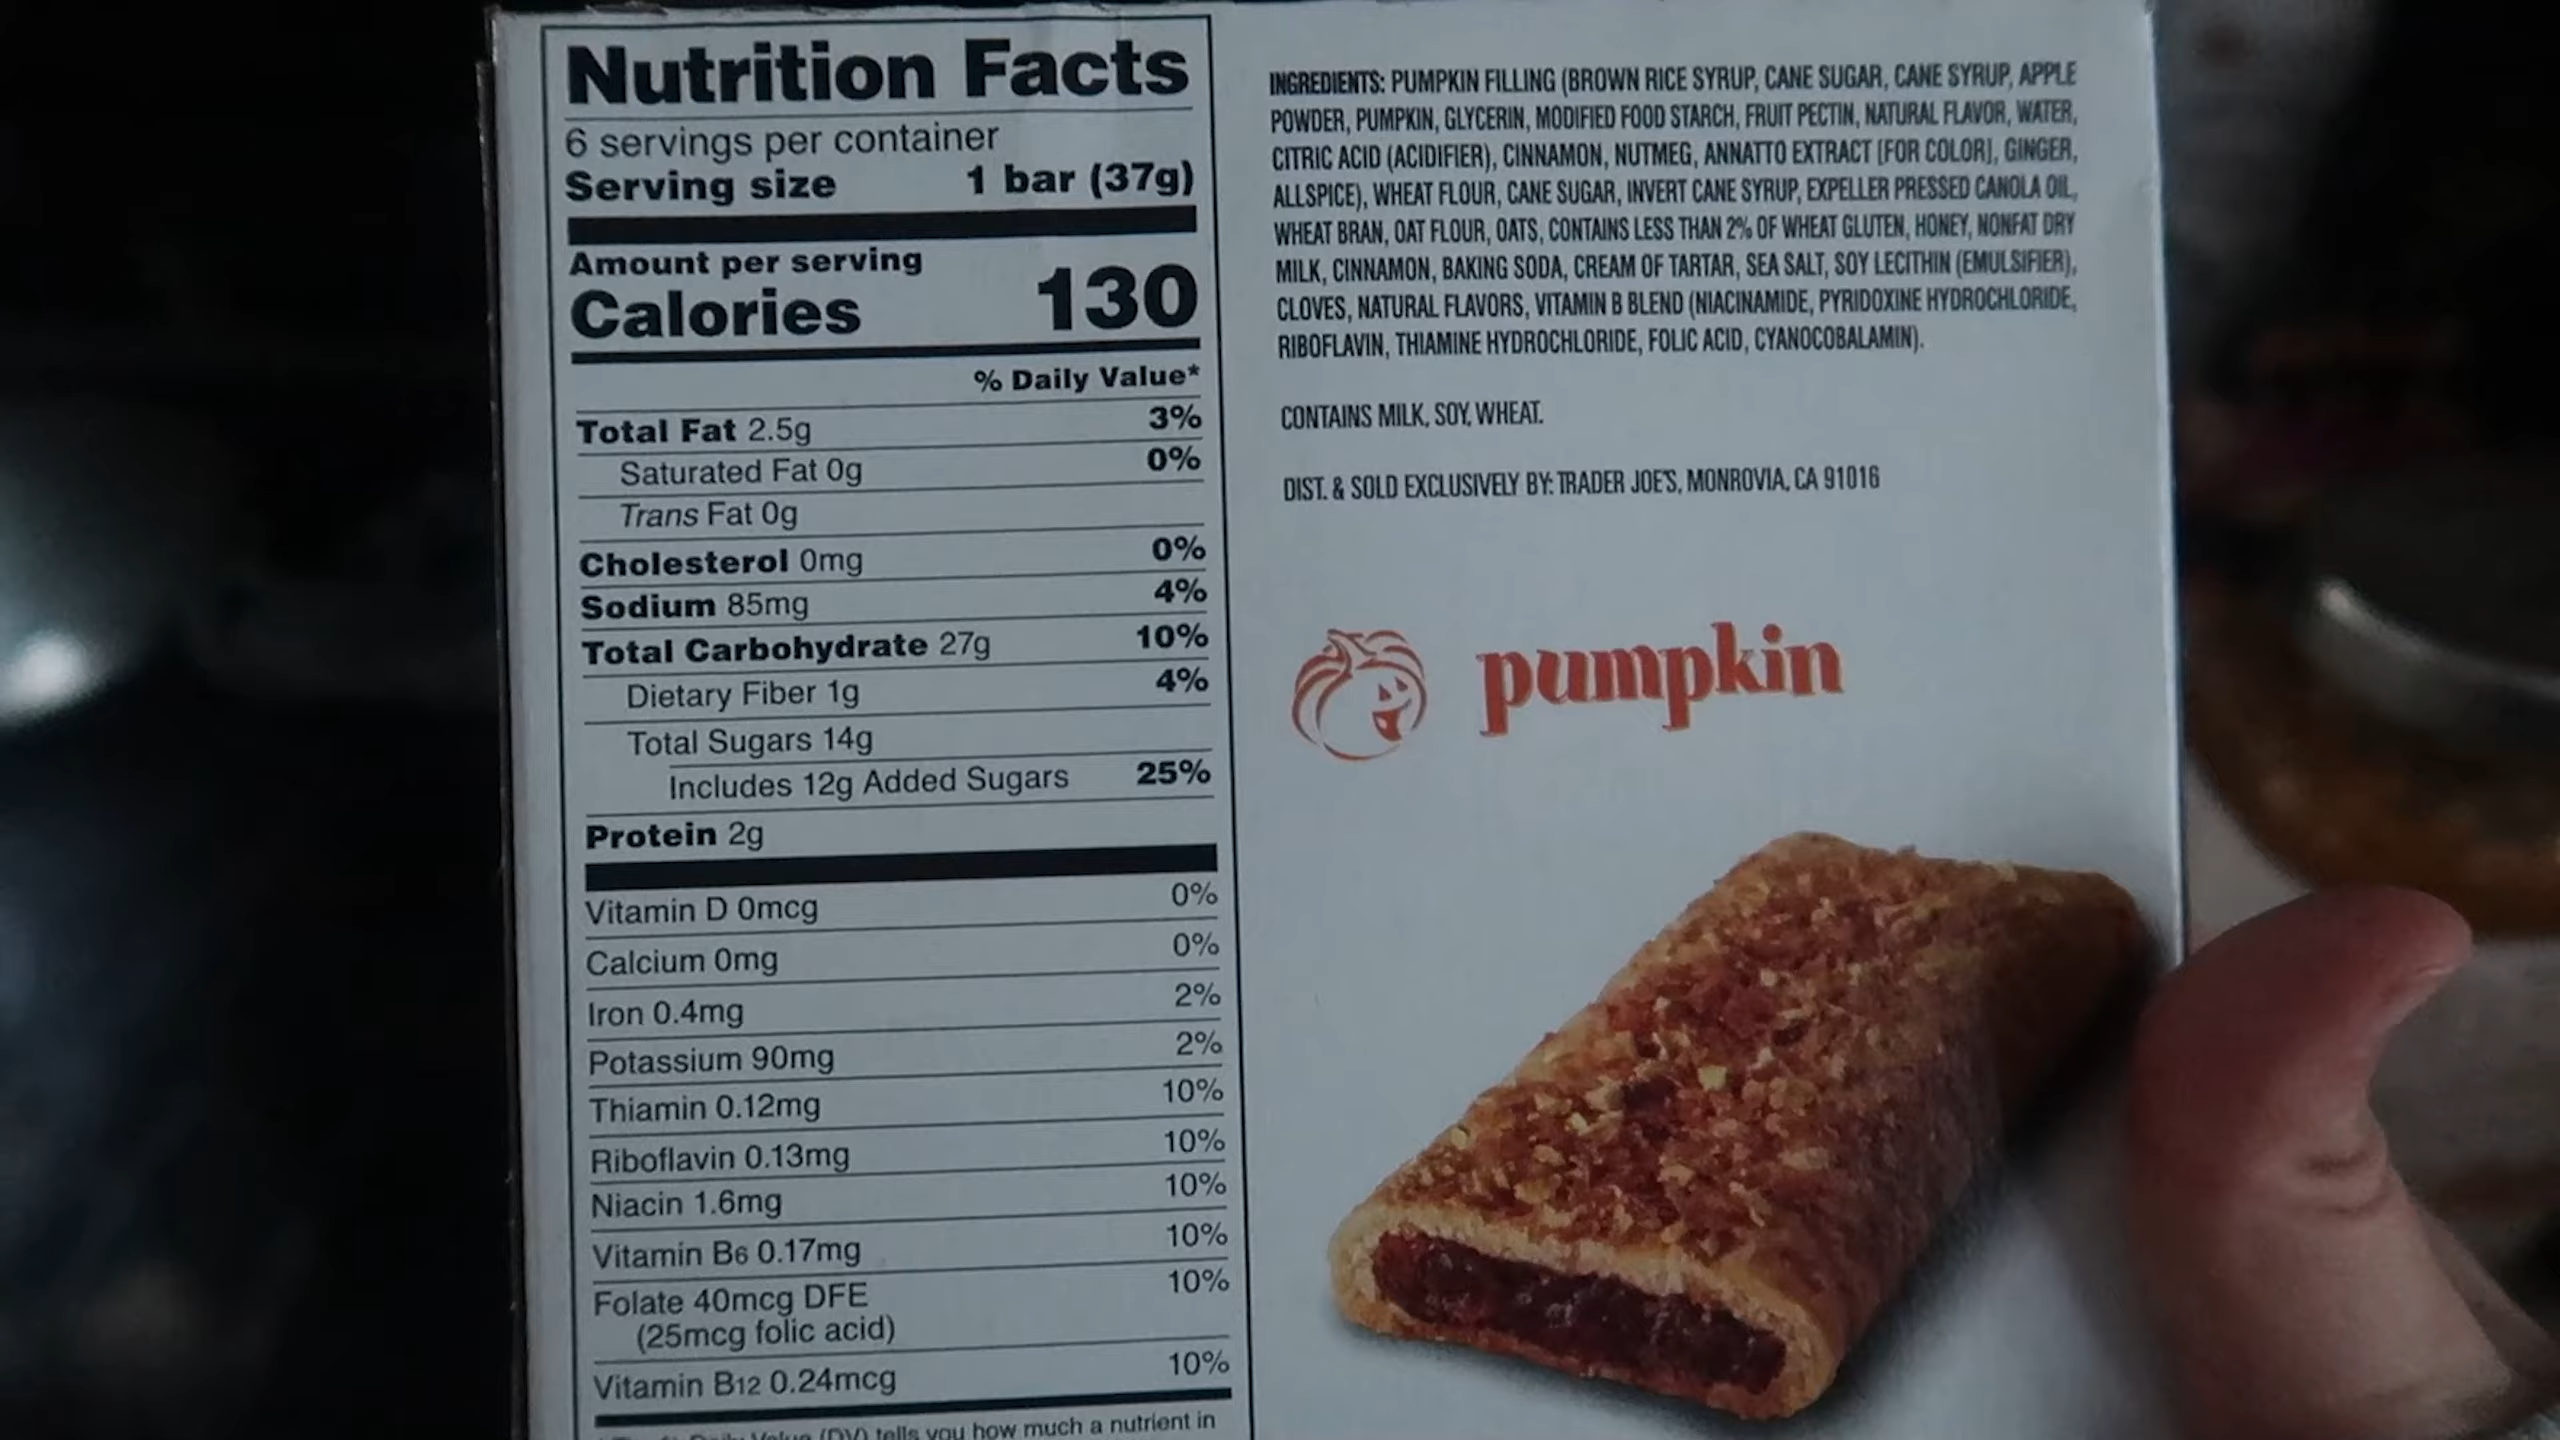 Nutrition Facts
6 servings per container
Serving size 1 bar (37g)
Amount per serving
Calories 130
% Daily Value*
Total Fat 2.5g 3%
Saturated Fat 0g 0%
Trans Fat 0g
Cholesterol 0mg 0%
Sodium 85mg 4%
Total Carbohydrate 27g 10%
Dietary Fiber 1g 4%
Total Sugars 14g
Includes 12g Added Sugars 25%
Protein 2g
Vitamin D 0mcg 0%
Calcium 0mg 0%
Iron 0.4mg 2%
Potassium 90mg 2%
Thiamin 0.12mg 10%
Riboflavin 0.13mg 10%
Niacin 1.6mg 10%
Vitamin B6 0.17mg 10%
Folate 40mcg DFE 10%
(25mcg folic acid)
Vitamin B12 0.24mcg 10%
Daily Value (DV) tells you how much a nutrient in
INGREDIENTS: PUMPKIN FILLING (BROWN RICE SYRUP, CANE SUGAR, CANE SYRUP, APPLE
POWDER, PUMPKIN, GLYCERIN, MODIFIED FOOD STARCH, FRUIT PECTIN, NATURAL FLAVOR, WATER,
CITRIC ACID (ACIDIFIER), CINNAMON, NUTMEG, ANNATTO EXTRACT [FOR COLOR], GINGER,
ALLSPICE), WHEAT FLOUR, CANE SUGAR, INVERT CANE SYRUP, EXPELLER PRESSED CANOLA OIL,
WHEAT BRAN, OAT FLOUR, OATS, CONTAINS LESS THAN 2% OF WHEAT GLUTEN, HONEY, NONFAT DRY
MILK, CINNAMON, BAKING SODA, CREAM OF TARTAR, SEA SALT, SOY LECITHIN (EMULSIFIER),
CLOVES, NATURAL FLAVORS, VITAMIN B BLEND (NIACINAMIDE, PYRIDOXINE HYDROCHLORIDE,
RIBOFLAVIN, THIAMINE HYDROCHLORIDE, FOLIC ACID, CYANOCOBALAMIN).
CONTAINS MILK, SOY, WHEAT.
DIST. & SOLD EXCLUSIVELY BY: TRADER JOE'S, MONROVIA, CA 91016
pumpkin